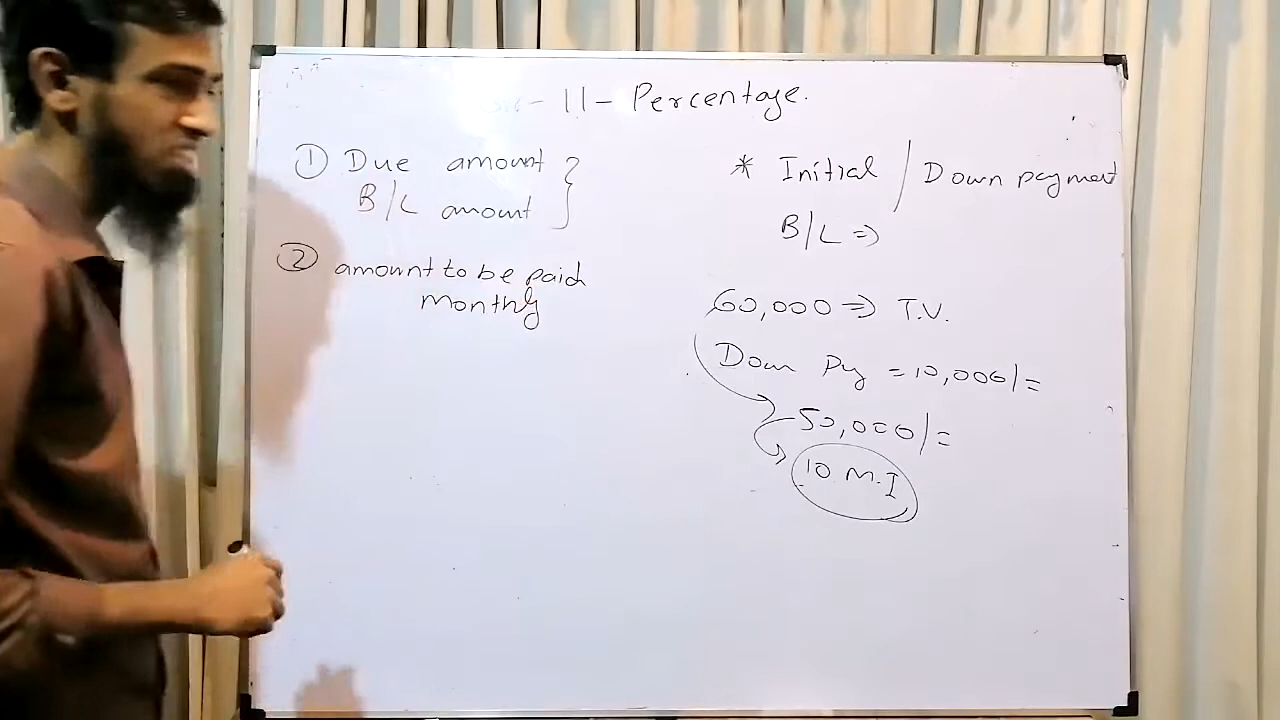 - 11 - Percentage.
① Due amount
B/L amount
② amount to be paid
monthly
* Initial / Down payment
B/L ⇒
60,000 ⇒ T.V.
Down Py = 10,000/=
50,000/=
10 M.I